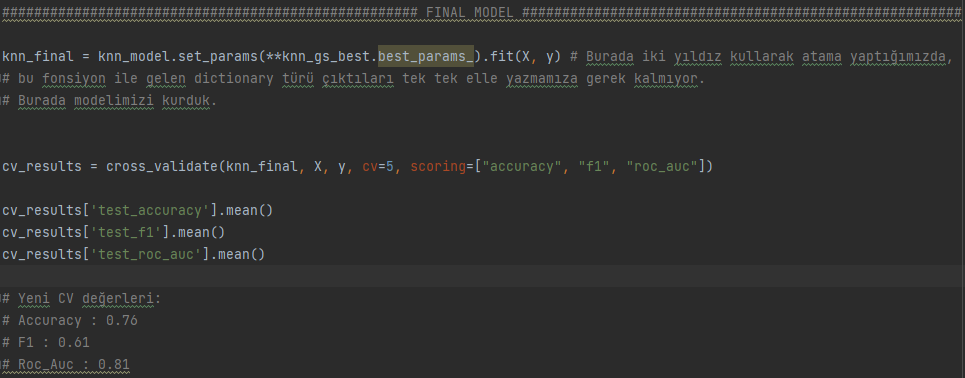 #################################################### FINAL MODEL #######################################################
knn_final = knn_model.set_params(**knn_gs_best.best_params_).fit(X, y) # Burada iki yıldız kullarak atama yaptığımızda,
# bu fonsiyon ile gelen dictionary türü çıktıları tek tek elle yazmamıza gerek kalmıyor.
# Burada modelimizi kurduk.
cv_results = cross_validate(knn_final, X, y, cv=5, scoring=["accuracy", "f1", "roc_auc"])
cv_results['test_accuracy'].mean()
cv_results['test_f1'].mean()
cv_results['test_roc_auc'].mean()
# Yeni CV değerleri:
# Accuracy : 0.76
# F1 : 0.61
# Roc_Auc : 0.81